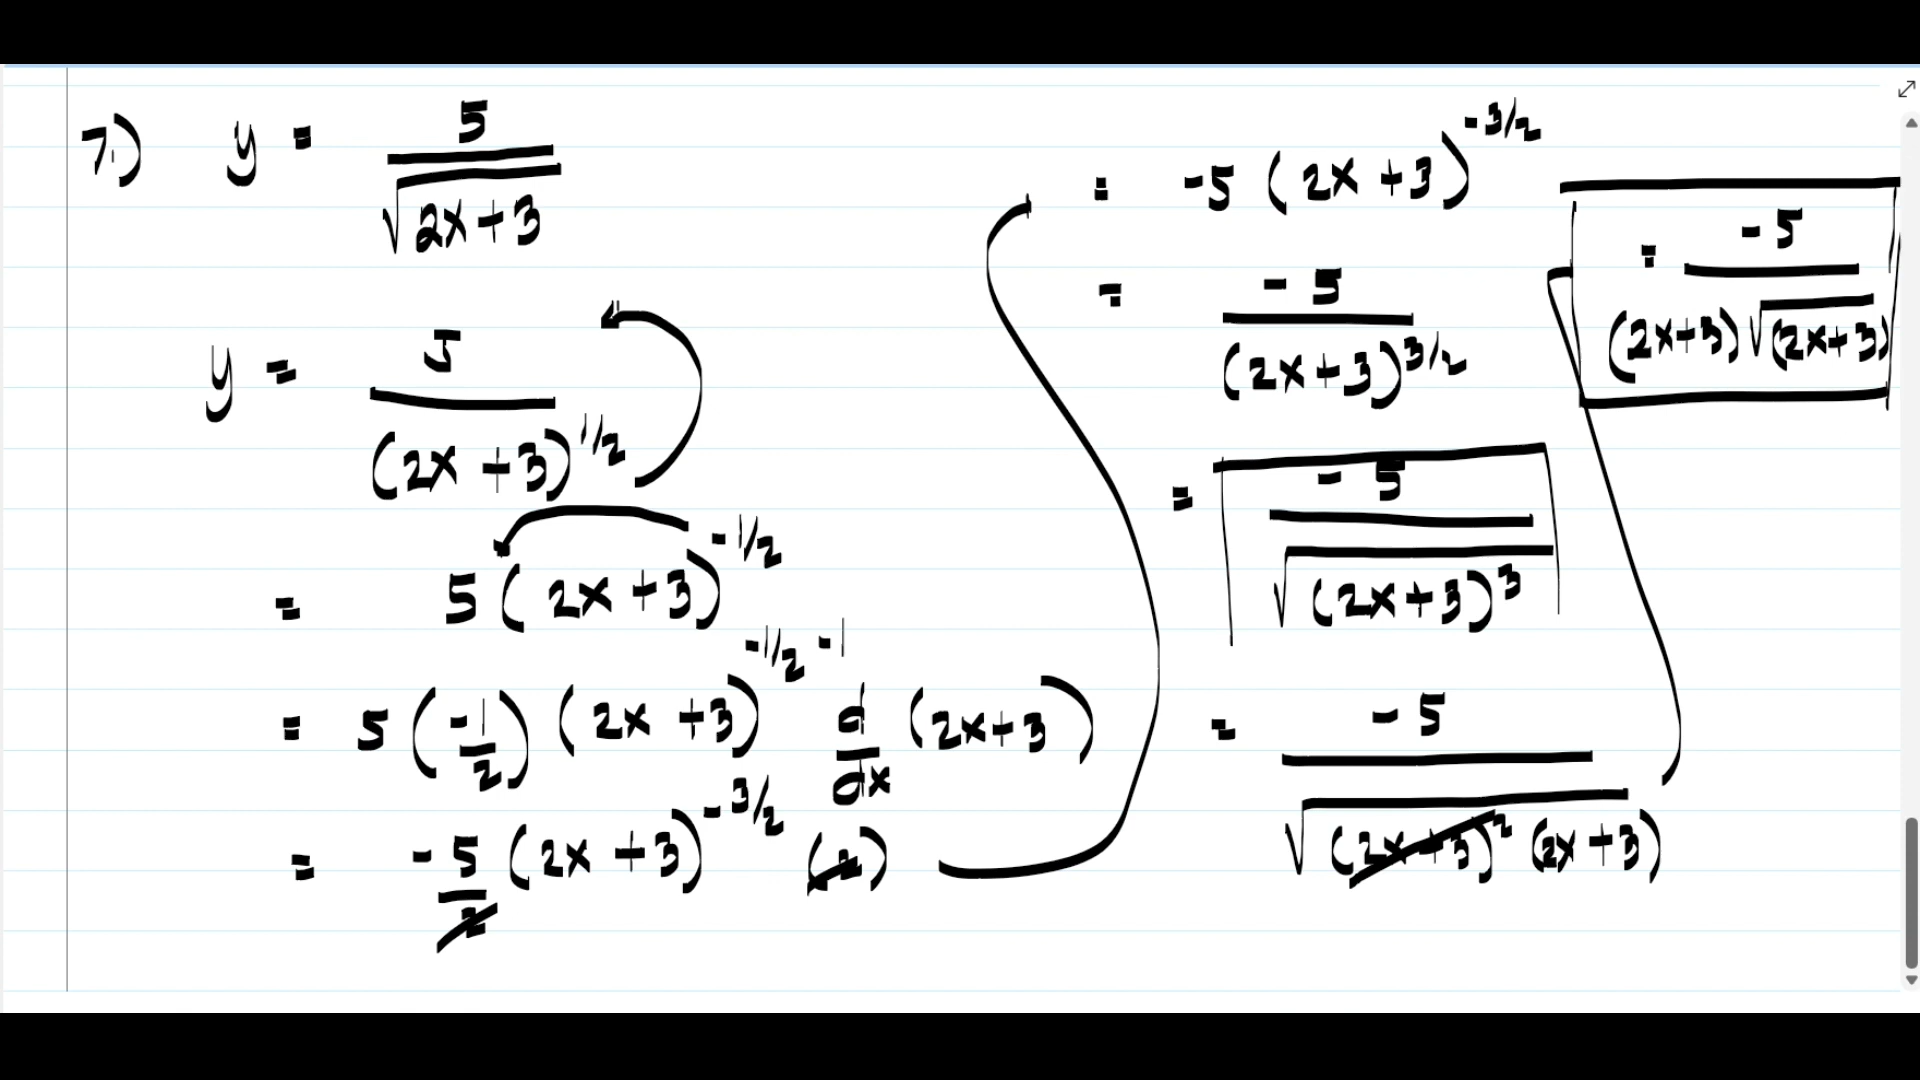 7.) y = 5 / √(2x+3)
y = 5 / (2x+3)^1/2
= 5 (2x+3)^-1/2
= 5 (-1/2) (2x+3)^-1/2 -1 d/dx (2x+3)
= -5/2 (2x+3)^-3/2 (2)
= -5 (2x+3)^-3/2
= -5 / (2x+3)^3/2
= -5 / √(2x+3)^3
= -5 / √(2x+3)^2 (2x+3)
= -5 / (2x+3)√(2x+3)